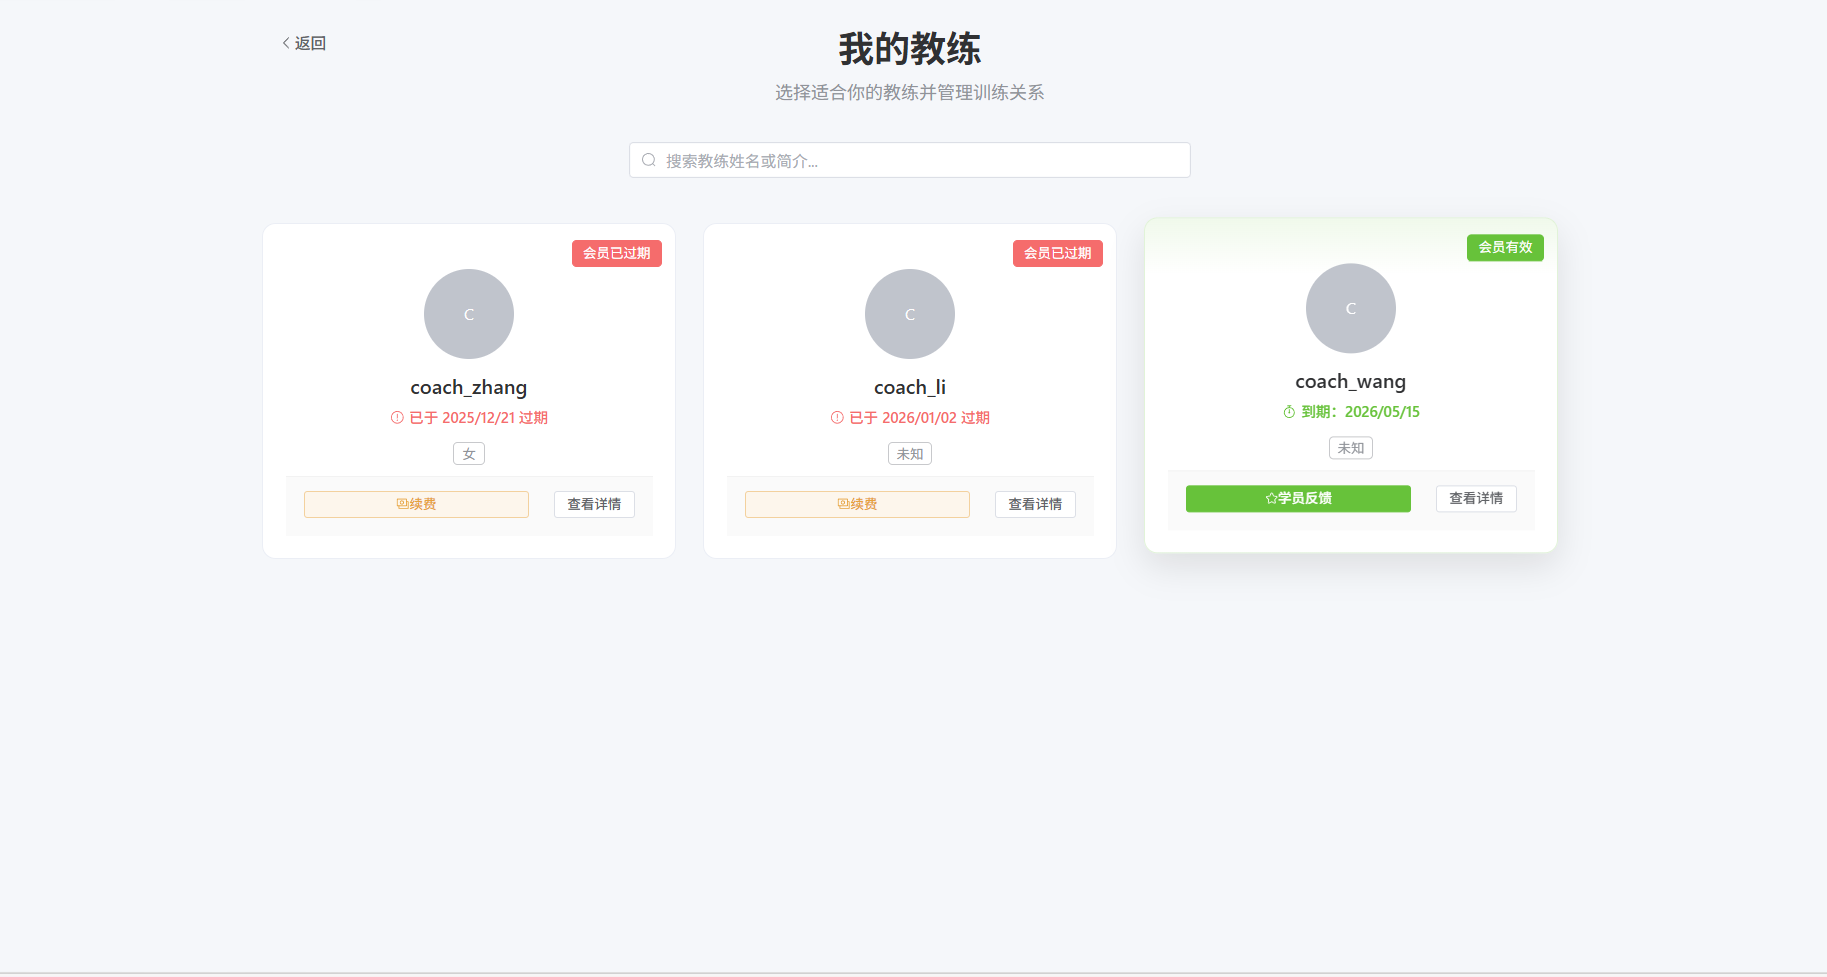 返回
我的教练
选择适合你的教练并管理训练关系
搜索教练姓名或简介...
会员已过期
C
coach_zhang
已于 2025/12/21 过期
女
续费
查看详情
会员已过期
C
coach_li
已于 2026/01/02 过期
未知
续费
查看详情
会员有效
C
coach_wang
到期：2026/05/15
未知
学员反馈
查看详情